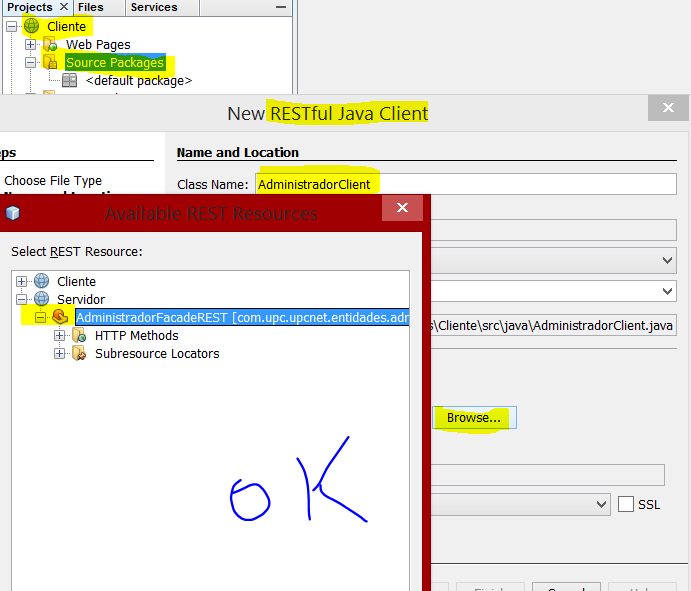 Projects Files Services
Cliente
Web Pages
Source Packages
<default package>
New RESTful Java Client
Name and Location
Choose File Type
Class Name: AdministradorClient
Available REST Resources
Select REST Resource:
Cliente
Servidor
AdministradorFacadeREST [com.upc.upcnet.entidades.adr
HTTP Methods
s\Cliente\src\java\AdministradorClient.java
Subresource Locators
Browse...
OK
SSL